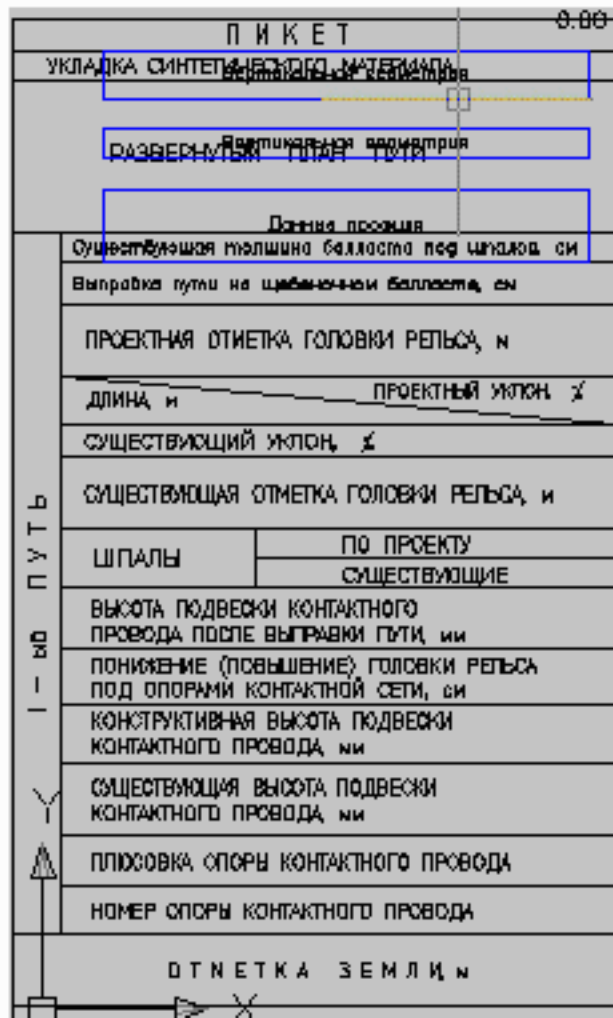 0.00
ПИКЕТ
УКЛАДКА СИНТЕТИЧЕСКОГО МАТЕРИАЛА
Вертикальная геометрия
Вертикальная геометрия
РАЗВЕРНУТЫЙ ПЛАН ПУТИ
Данные проекция
Существующая толщина балласта под шпалой, см
Выправка пути на щебеночном балласте, см
ПРОЕКТНАЯ ОТМЕТКА ГОЛОВКИ РЕЛЬСА, м
ПРОЕКТНЫЙ УКЛОН, ‰
ДЛИНА, м
СУЩЕСТВУЮЩИЙ УКЛОН, ‰
СУЩЕСТВУЮЩАЯ ОТМЕТКА ГОЛОВКИ РЕЛЬСА, м
ШПАЛЫ
ПО ПРОЕКТУ
СУЩЕСТВУЮЩИЕ
ВЫСОТА ПОДВЕСКИ КОНТАКТНОГО
ПРОВОДА ПОСЛЕ ВЫПРАВКИ ПУТИ, мм
ПОНИЖЕНИЕ (ПОВЫШЕНИЕ) ГОЛОВКИ РЕЛЬСА
ПОД ОПОРАМИ КОНТАКТНОЙ СЕТИ, см
КОНСТРУКТИВНАЯ ВЫСОТА ПОДВЕСКИ
КОНТАКТНОГО ПРОВОДА, мм
СУЩЕСТВУЮЩАЯ ВЫСОТА ПОДВЕСКИ
КОНТАКТНОГО ПРОВОДА, мм
ПЛЮСОВКА ОПОРЫ КОНТАКТНОГО ПРОВОДА
НОМЕР ОПОРЫ КОНТАКТНОГО ПРОВОДА
I-ый ПУТЬ
ОТМЕТКА ЗЕМЛИ, м
Y
X